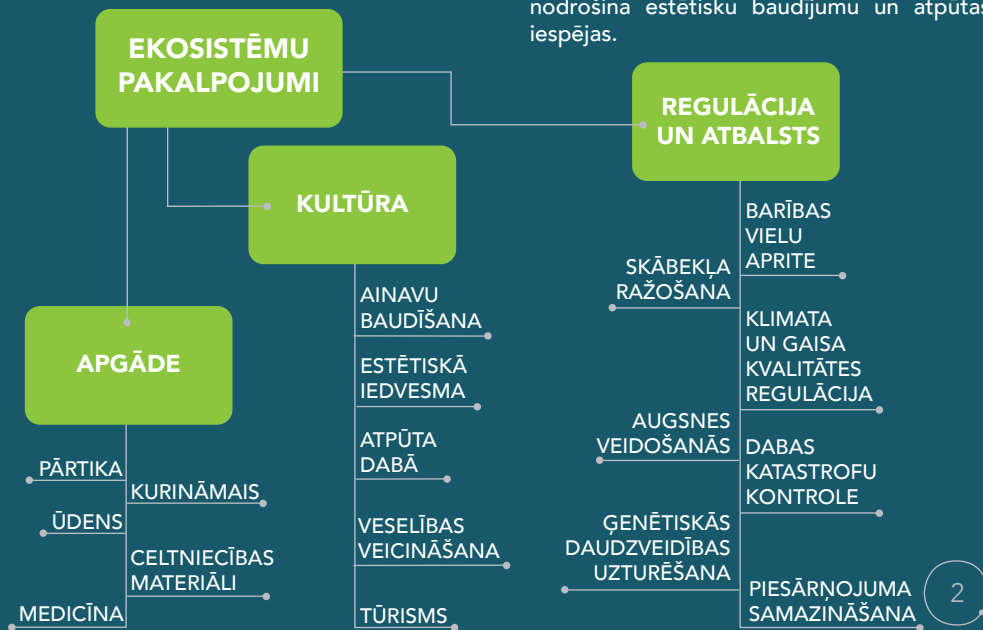 nodrošina estētisku baudījumu un atpūtas
iespējas.
EKOSISTĒMU
PAKALPOJUMI
REGULĀCIJA
UN ATBALSTS
KULTŪRA
APGĀDE
PĀRTIKA
KURINĀMAIS
ŪDENS
CELTNIECĪBAS
MATERIĀLI
MEDICĪNA
AINAVU
BAUDĪŠANA
ESTĒTISKĀ
IEDVESMA
ATPŪTA
DABĀ
VESELĪBAS
VEICINĀŠANA
TŪRISMS
BARĪBAS
VIELU
APRITE
SKĀBEKĻA
RAŽOŠANA
KLIMATA
UN GAISA
KVALITĀTES
REGULĀCIJA
AUGSNES
VEIDOŠANĀS
DABAS
KATASTROFU
KONTROLE
ĢENĒTISKĀS
DAUDZVEIDĪBAS
UZTURĒŠANA
PIESĀRŅOJUMA
SAMAZINĀŠANA
2